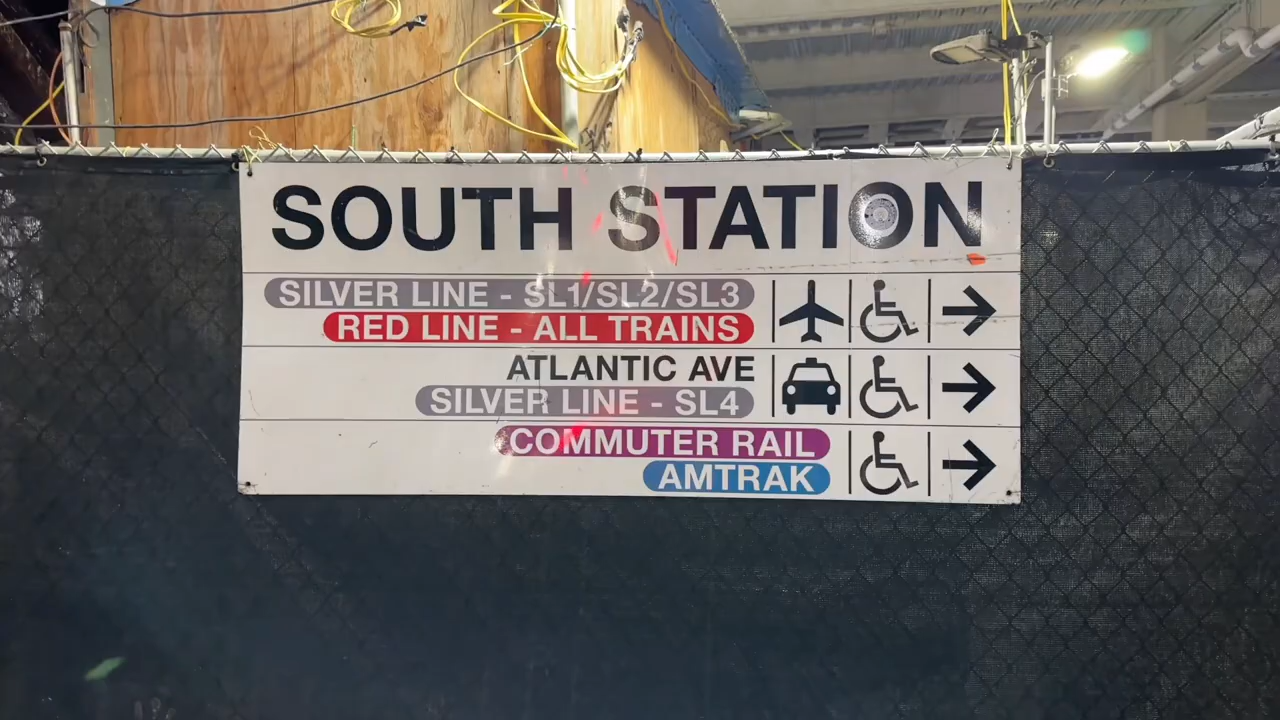 SOUTH STATION
SILVER LINE - SL1/SL2/SL3
RED LINE - ALL TRAINS
ATLANTIC AVE
SILVER LINE - SL4
COMMUTER RAIL
AMTRAK